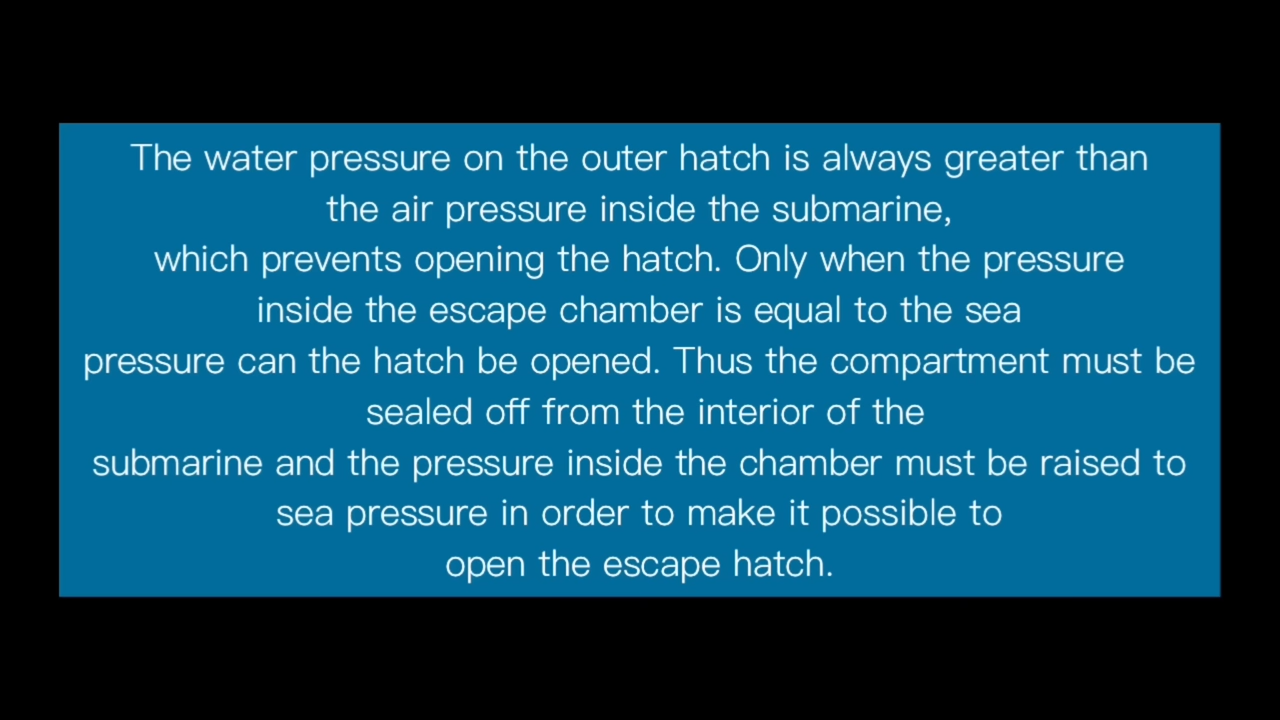 The water pressure on the outer hatch is always greater than
the air pressure inside the submarine,
which prevents opening the hatch. Only when the pressure
inside the escape chamber is equal to the sea
pressure can the hatch be opened. Thus the compartment must be
sealed off from the interior of the
submarine and the pressure inside the chamber must be raised to
sea pressure in order to make it possible to
open the escape hatch.